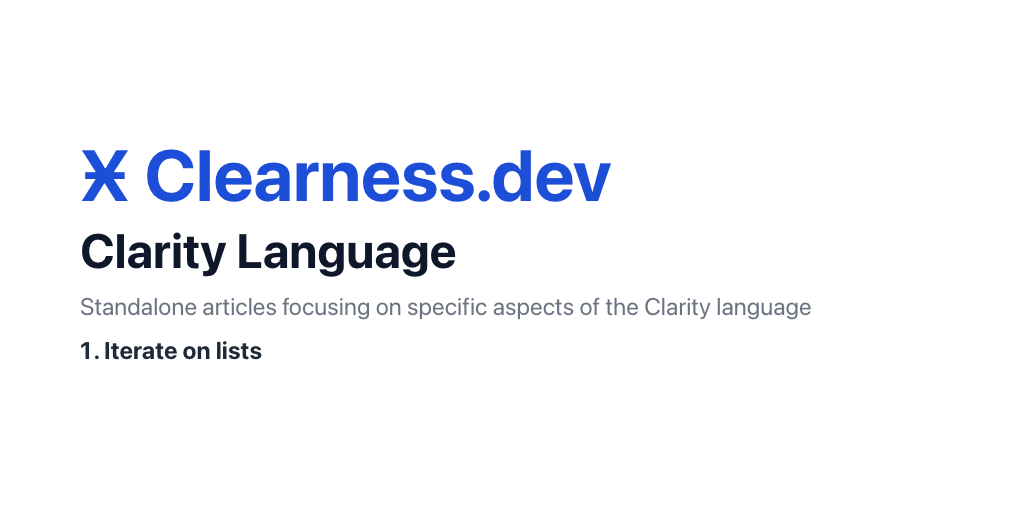 Ӿ Clearness.dev
Clarity Language
Standalone articles focusing on specific aspects of the Clarity language
1. Iterate on lists